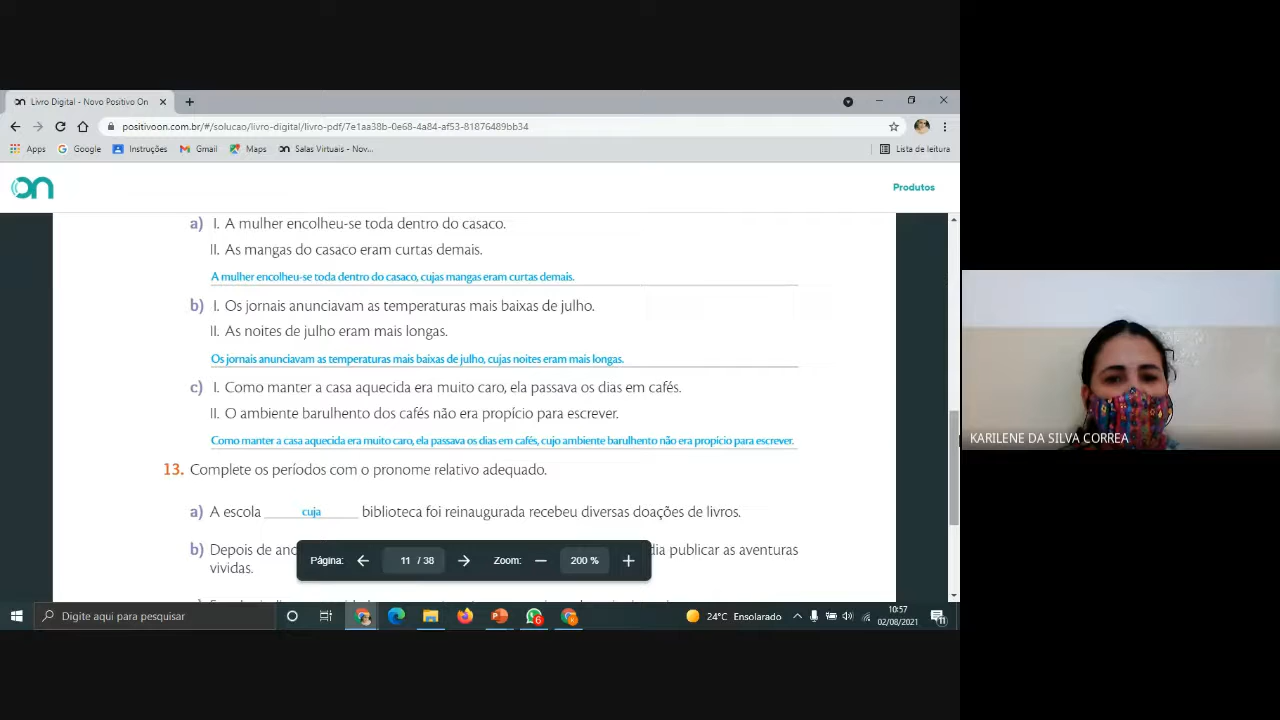 Livro Digital - Novo Positivo On
positivoon.com.br/#/solucao/livro-digital/livro-pdf/7e1aa38b-0e68-4a84-af53-81876489bb34
Apps Google Instruções Gmail Maps Salas Virtuais - Nov... Lista de leitura
on Produtos
a) I. A mulher encolheu-se toda dentro do casaco.
II. As mangas do casaco eram curtas demais.
A mulher encolheu-se toda dentro do casaco, cujas mangas eram curtas demais.
b) I. Os jornais anunciavam as temperaturas mais baixas de julho.
II. As noites de julho eram mais longas.
Os jornais anunciavam as temperaturas mais baixas de julho, cujas noites eram mais longas.
c) I. Como manter a casa aquecida era muito caro, ela passava os dias em cafés.
II. O ambiente barulhento dos cafés não era propício para escrever.
Como manter a casa aquecida era muito caro, ela passava os dias em cafés, cujo ambiente barulhento não era propício para escrever.
KARILENE DA SILVA CORREA
13. Complete os períodos com o pronome relativo adequado.
a) A escola cuja biblioteca foi reinaugurada recebeu diversas doações de livros.
b) Depois de publicar as aventuras
vividas.
Página: 11 / 38 Zoom: 200 %
Digite aqui para pesquisar 6 24°C Ensolarado 10:57
02/08/2021 11